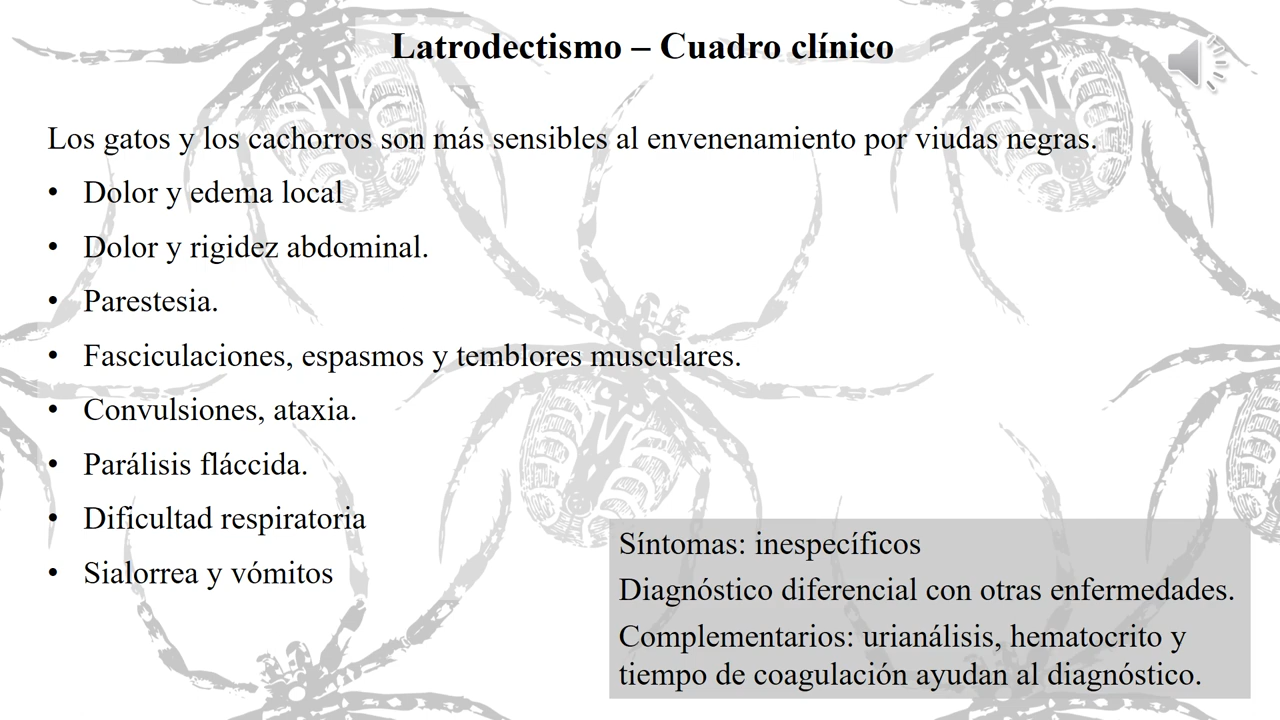 Latrodectismo – Cuadro clínico
Los gatos y los cachorros son más sensibles al envenenamiento por viudas negras.
• Dolor y edema local
• Dolor y rigidez abdominal.
• Parestesia.
• Fasciculaciones, espasmos y temblores musculares.
• Convulsiones, ataxia.
• Parálisis fláccida.
• Dificultad respiratoria
• Sialorrea y vómitos
Síntomas: inespecíficos
Diagnóstico diferencial con otras enfermedades.
Complementarios: urianálisis, hematocrito y
tiempo de coagulación ayudan al diagnóstico.